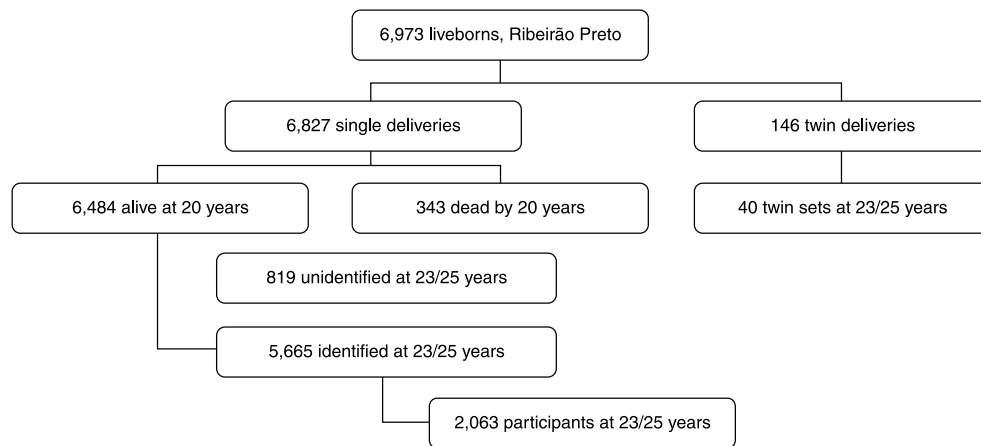 6,973 liveborns, Ribeirão Preto
6,827 single deliveries
146 twin deliveries
6,484 alive at 20 years
343 dead by 20 years
40 twin sets at 23/25 years
819 unidentified at 23/25 years
5,665 identified at 23/25 years
2,063 participants at 23/25 years